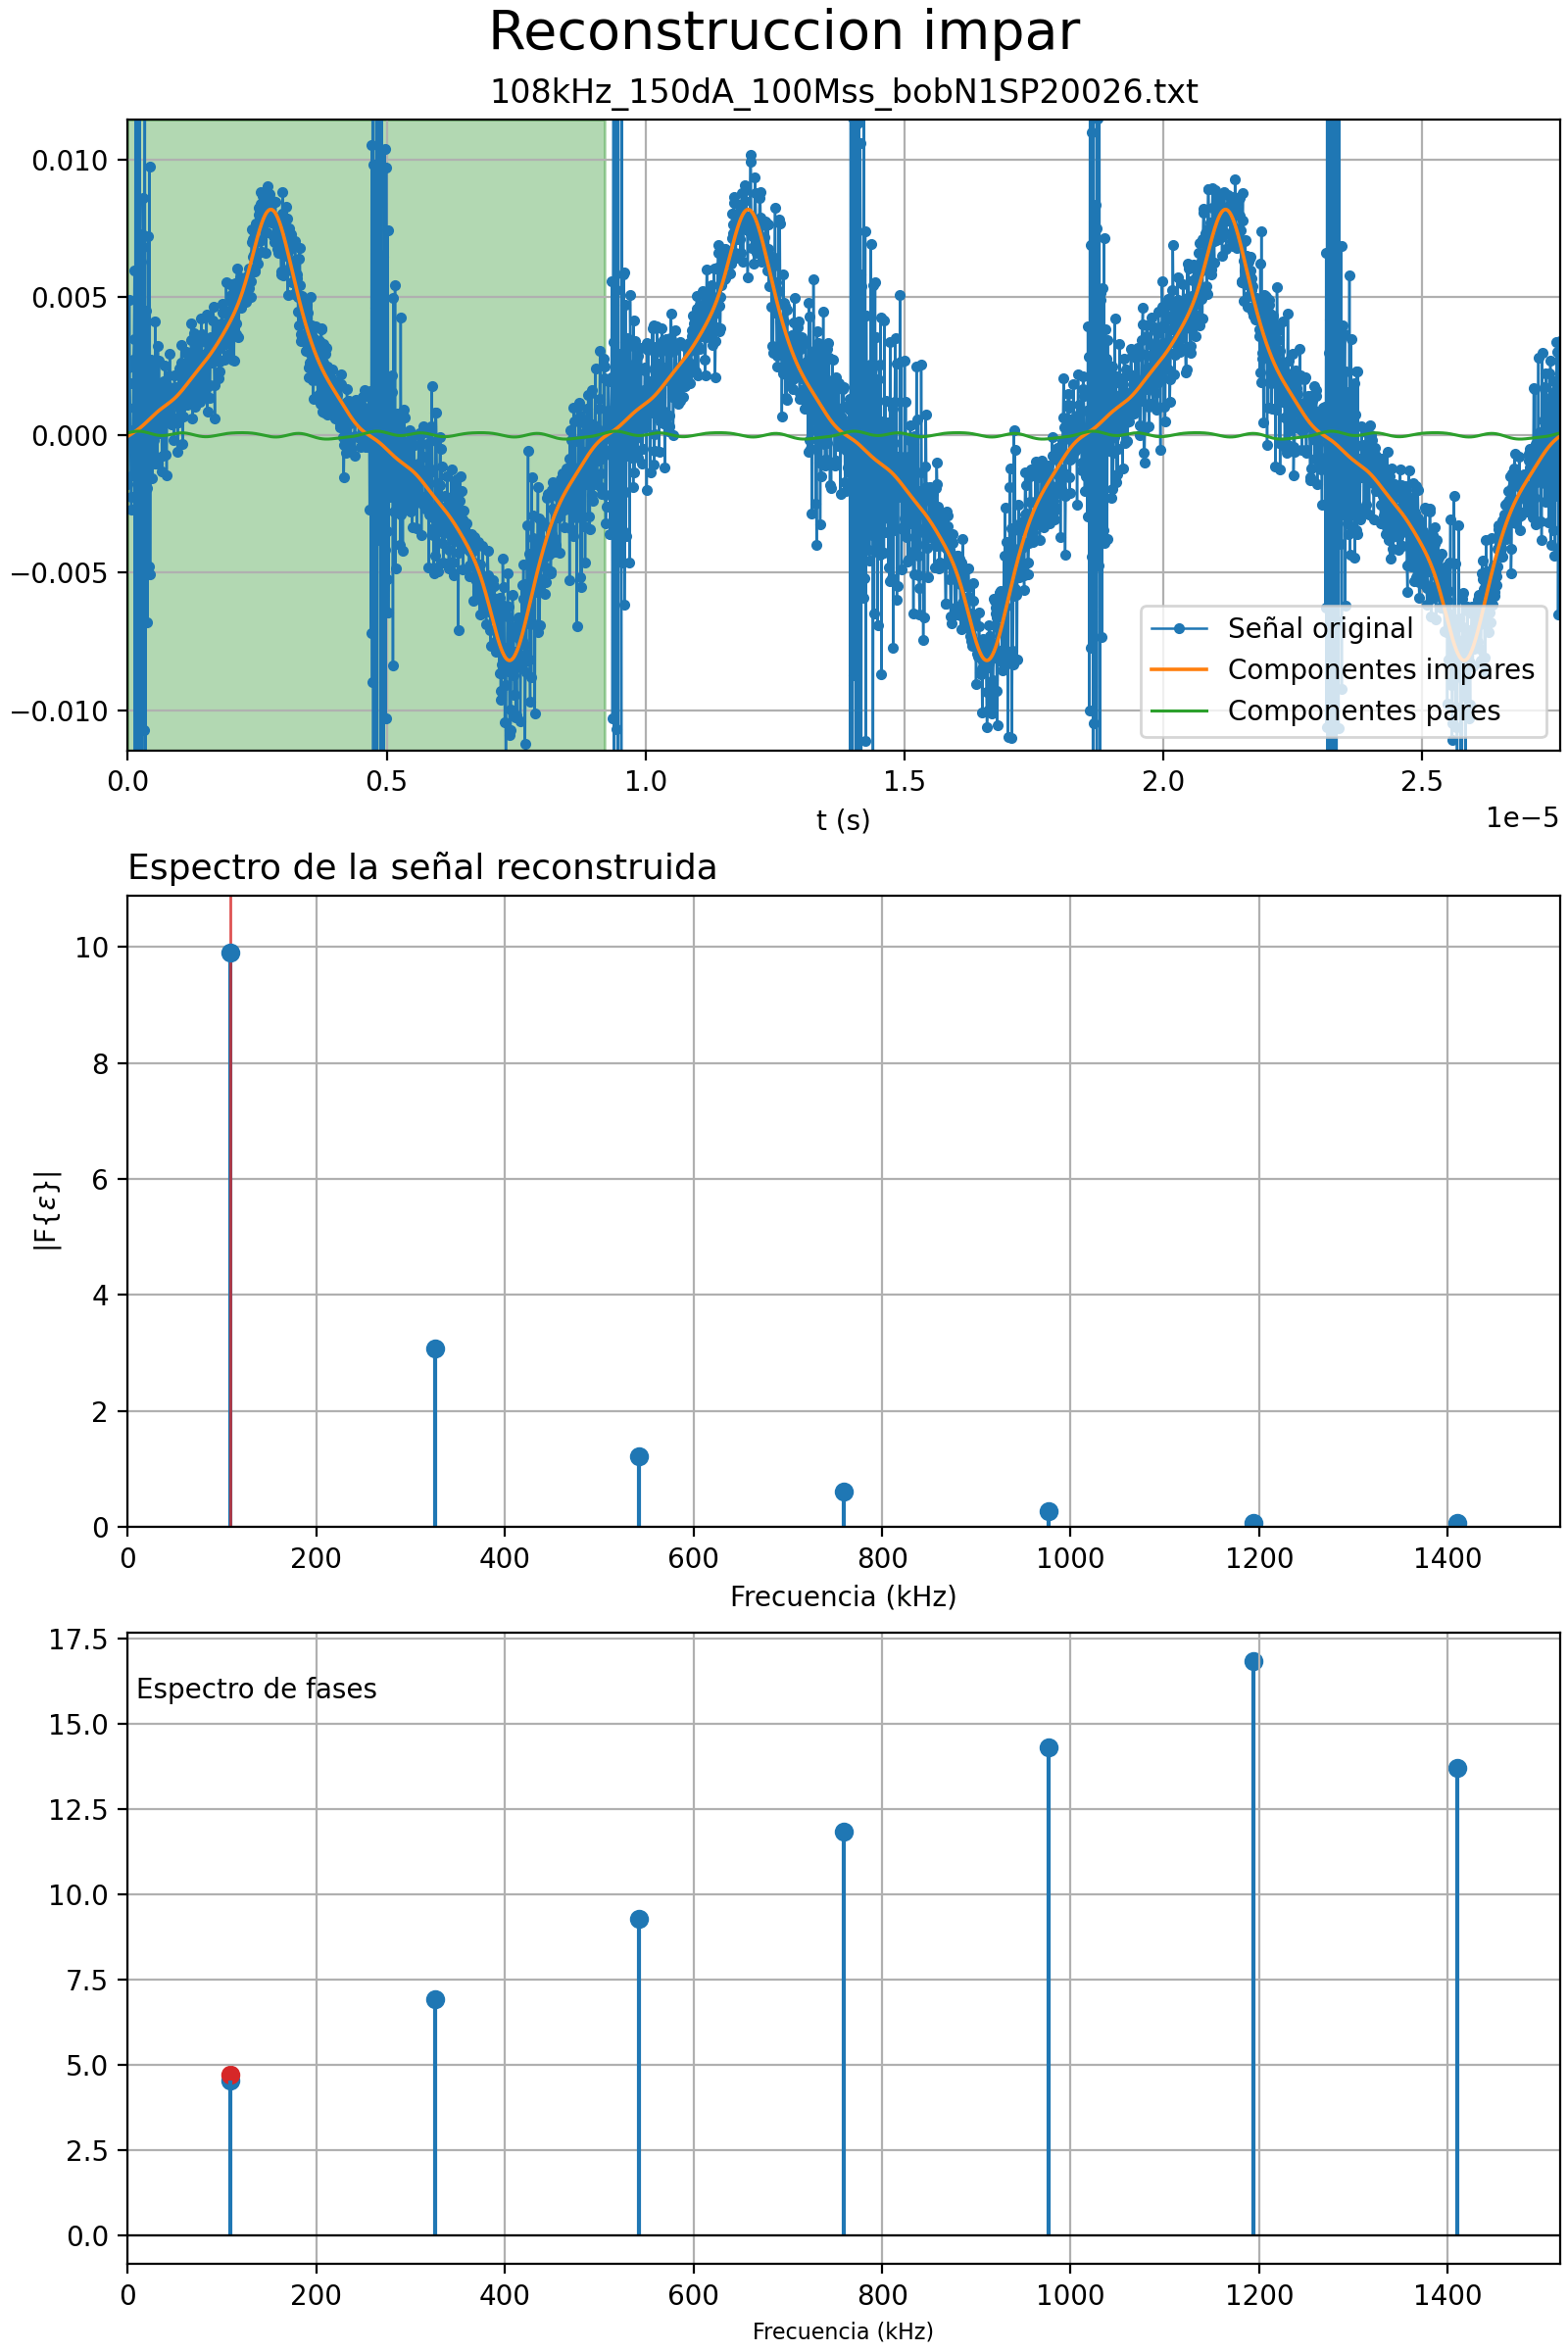 Reconstruccion impar
108kHz_150dA_100Mss_bobN1SP20026.txt
0.010
0.005
0.000
−0.005
−0.010
Señal original
Componentes impares
Componentes pares
0.0 0.5 1.0 1.5 2.0 2.5
1e−5
t (s)
Espectro de la señal reconstruida
10
8
6
4
2
0
|F{ε}|
0 200 400 600 800 1000 1200 1400
Frecuencia (kHz)
17.5
Espectro de fases
15.0
12.5
10.0
7.5
5.0
2.5
0.0
0 200 400 600 800 1000 1200 1400
Frecuencia (kHz)